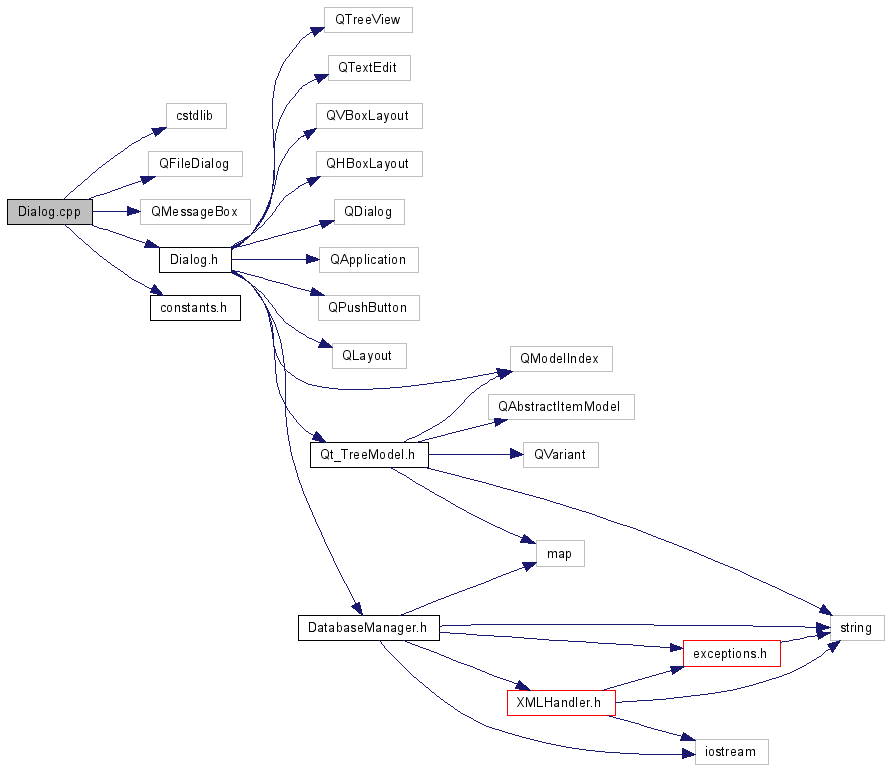 QTreeView
QTextEdit
cstdlib
QVBoxLayout
QFileDialog
QHBoxLayout
Dialog.cpp
QMessageBox
QDialog
Dialog.h
QApplication
constants.h
QPushButton
QLayout
QModelIndex
QAbstractItemModel
Qt_TreeModel.h
QVariant
map
DatabaseManager.h
string
exceptions.h
XMLHandler.h
iostream